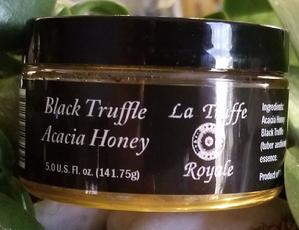 Black Truffle
Acacia Honey
5.0 U.S. Fl. oz. (141.75g)
La Truffe
Royale
Ingredients:
Acacia Honey
Black Truffle
(tuber
essence.
Product of